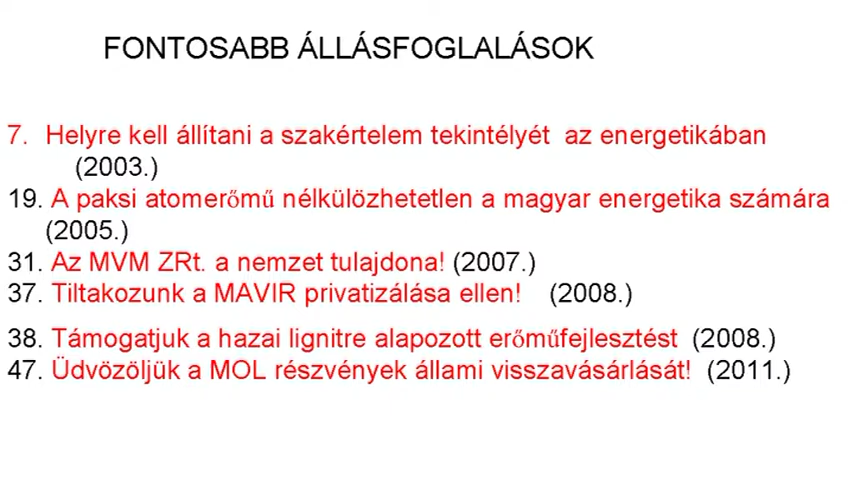 FONTOSABB ÁLLÁSFOGLALÁSOK
7. Helyre kell állítani a szakértelem tekintélyét az energetikában
(2003.)
19. A paksi atomerőmű nélkülözhetetlen a magyar energetika számára
(2005.)
31. Az MVM ZRt. a nemzet tulajdona! (2007.)
37. Tiltakozunk a MAVIR privatizálása ellen! (2008.)
38. Támogatjuk a hazai lignitre alapozott erőműfejlesztést (2008.)
47. Üdvözöljük a MOL részvények állami visszavásárlását! (2011.)